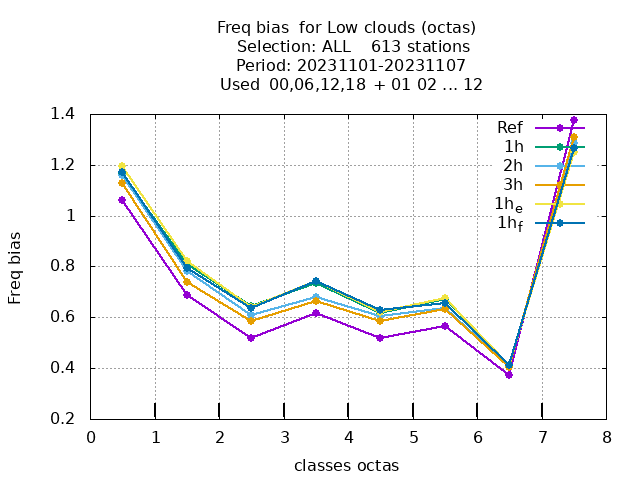 Freq bias  for Low clouds (octas)
Selection: ALL    613 stations
Period: 20231101-20231107
Used  00,06,12,18  + 01 02 ... 12
Freq bias
1.4
1.2
1
0.8
0.6
0.4
0.2
Ref
1h
2h
3h
1he
1hf
0 1 2 3 4 5 6 7 8
classes octas